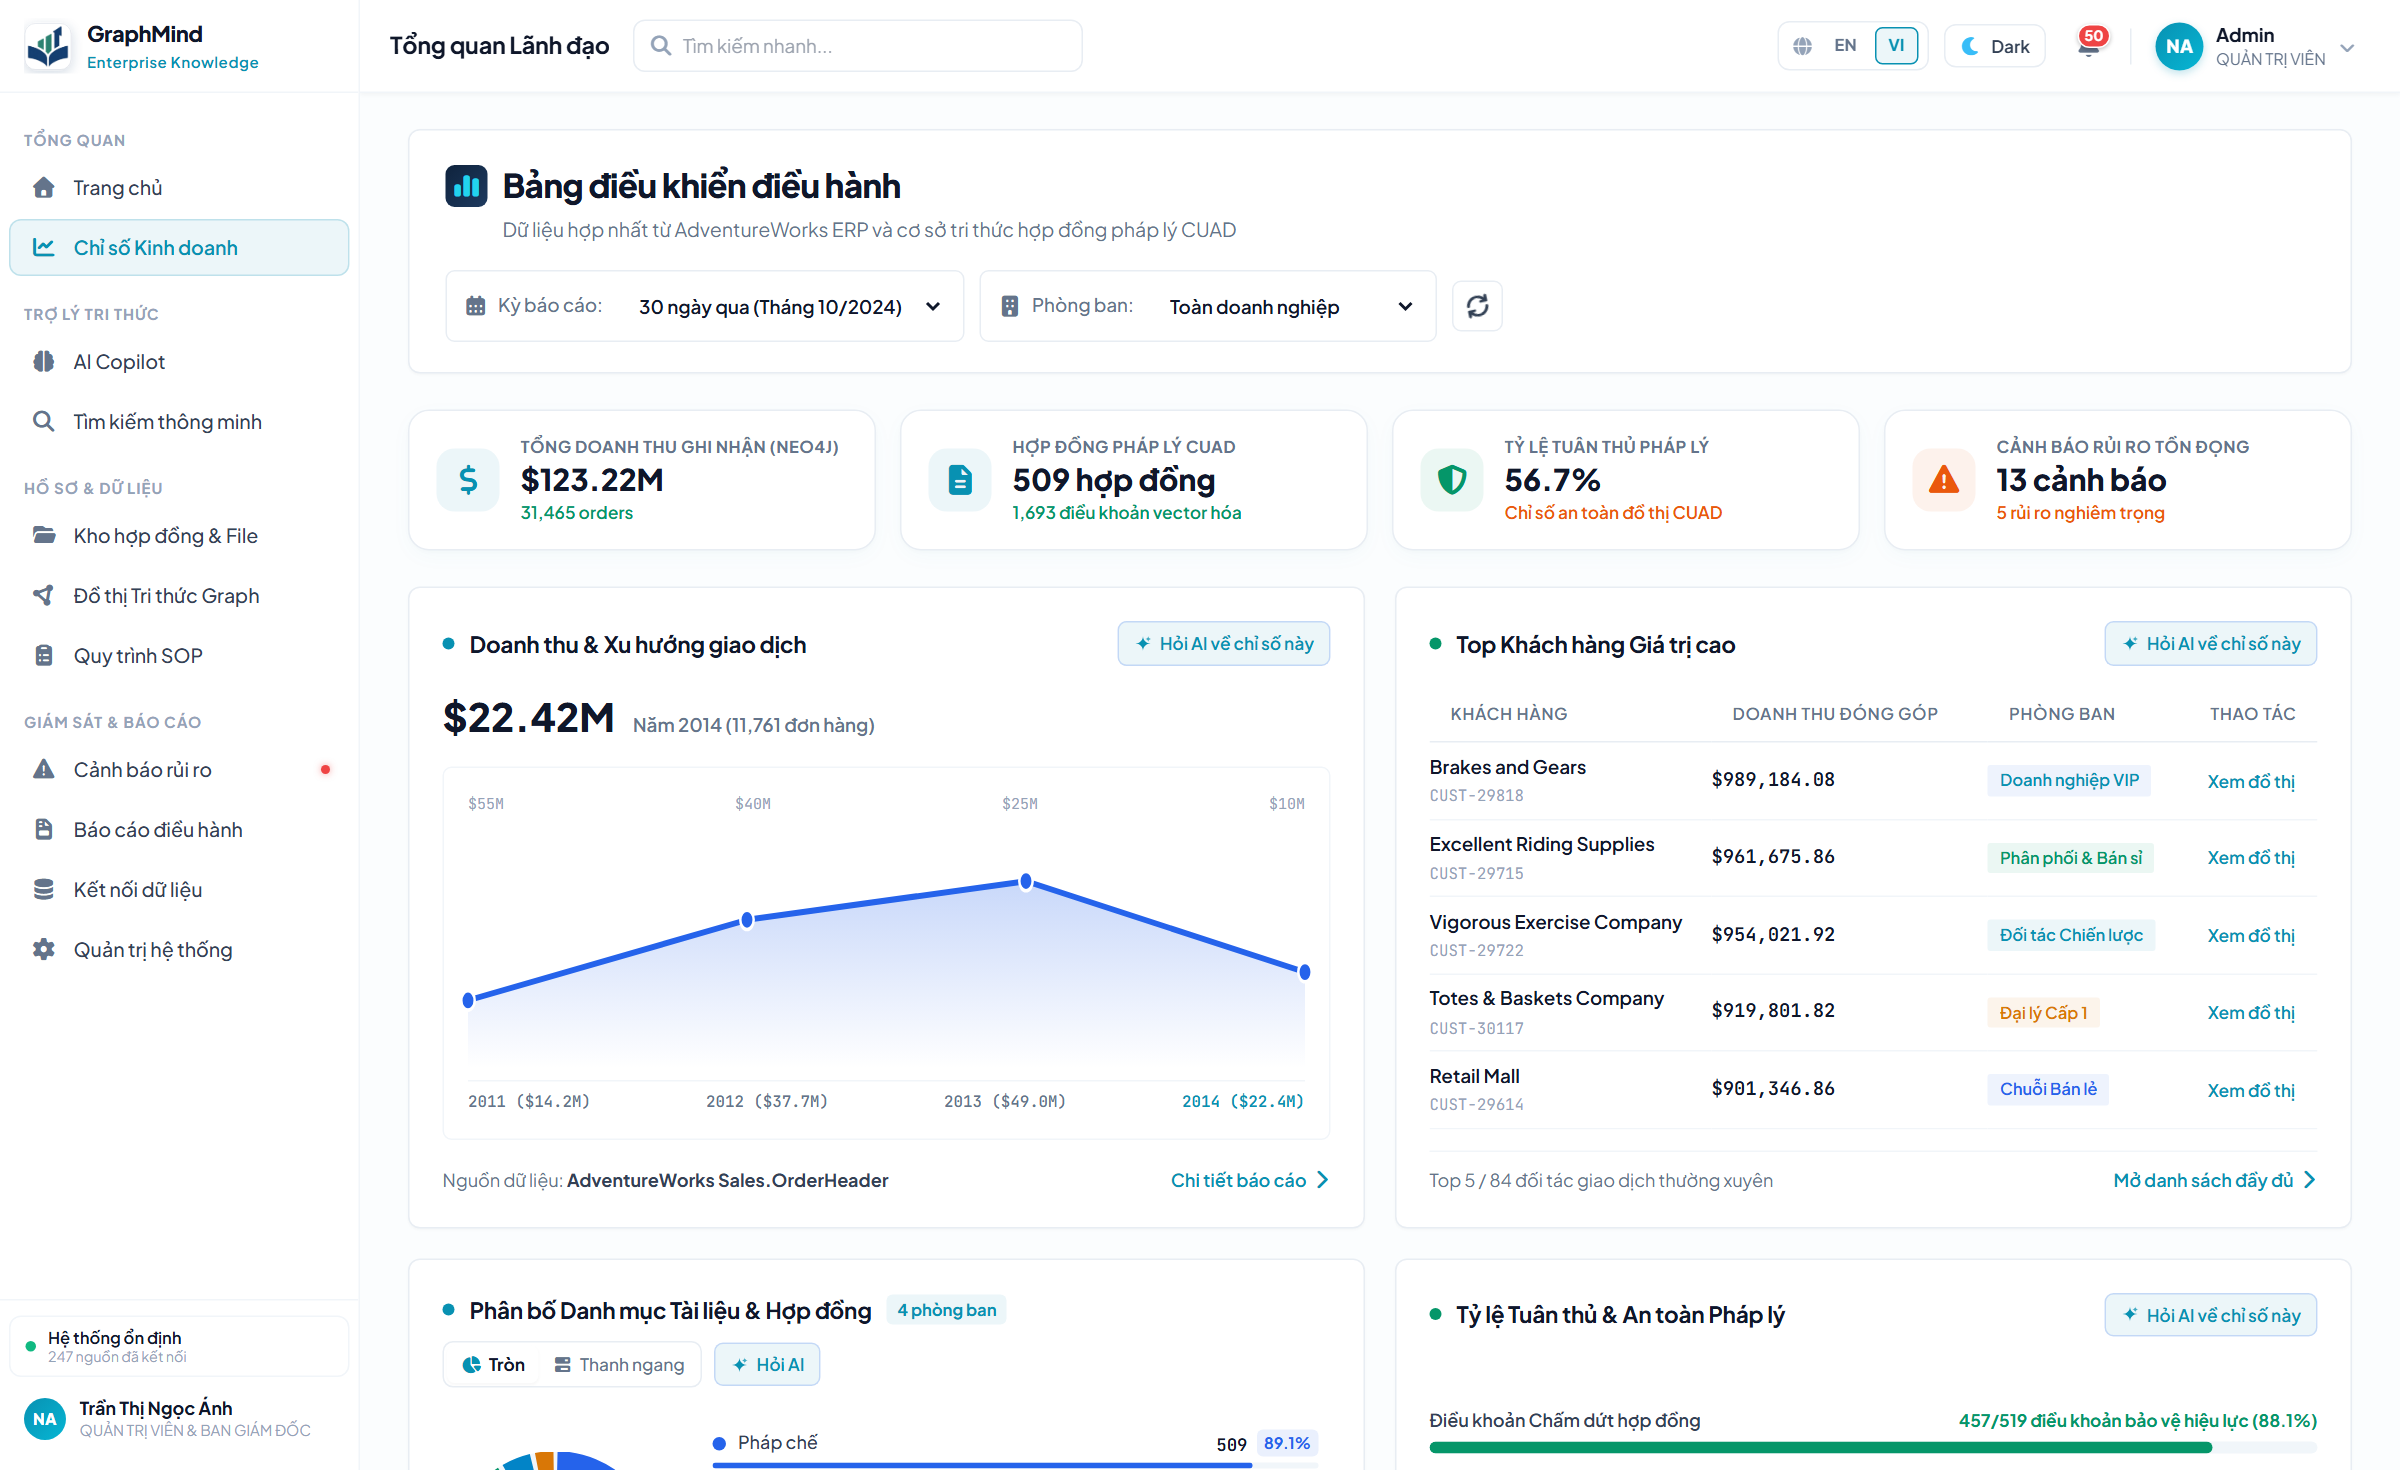 GraphMind
Enterprise Knowledge
Tổng quan Lãnh đạo
Tìm kiếm nhanh...
EN
VI
Dark
50
NA
Admin
QUẢN TRỊ VIÊN
TỔNG QUAN
Trang chủ
Chỉ số Kinh doanh
TRỢ LÝ TRI THỨC
AI Copilot
Tìm kiếm thông minh
HỒ SƠ & DỮ LIỆU
Kho hợp đồng & File
Đồ thị Tri thức Graph
Quy trình SOP
GIÁM SÁT & BÁO CÁO
Cảnh báo rủi ro
Báo cáo điều hành
Kết nối dữ liệu
Quản trị hệ thống
Hệ thống ổn định
247 nguồn đã kết nối
NA
Trần Thị Ngọc Ánh
QUẢN TRỊ VIÊN & BAN GIÁM ĐỐC
Bảng điều khiển điều hành
Dữ liệu hợp nhất từ AdventureWorks ERP và cơ sở tri thức hợp đồng pháp lý CUAD
Kỳ báo cáo:
30 ngày qua (Tháng 10/2024)
Phòng ban:
Toàn doanh nghiệp
TỔNG DOANH THU GHI NHẬN (NEO4J)
$123.22M
31,465 orders
HỢP ĐỒNG PHÁP LÝ CUAD
509 hợp đồng
1,693 điều khoản vector hóa
TỶ LỆ TUÂN THỦ PHÁP LÝ
56.7%
Chỉ số an toàn đồ thị CUAD
CẢNH BÁO RỦI RO TỒN ĐỌNG
13 cảnh báo
5 rủi ro nghiêm trọng
Doanh thu & Xu hướng giao dịch
Hỏi AI về chỉ số này
$22.42M
Năm 2014 (11,761 đơn hàng)
$55M
$40M
$25M
$10M
2011 ($14.2M)
2012 ($37.7M)
2013 ($49.0M)
2014 ($22.4M)
Nguồn dữ liệu: AdventureWorks Sales.OrderHeader
Chi tiết báo cáo
Top Khách hàng Giá trị cao
Hỏi AI về chỉ số này
KHÁCH HÀNG
DOANH THU ĐÓNG GÓP
PHÒNG BAN
THAO TÁC
Brakes and Gears
CUST-29818
$989,184.08
Doanh nghiệp VIP
Xem đồ thị
Excellent Riding Supplies
CUST-29715
$961,675.86
Phân phối & Bán sỉ
Xem đồ thị
Vigorous Exercise Company
CUST-29722
$954,021.92
Đối tác Chiến lược
Xem đồ thị
Totes & Baskets Company
CUST-30117
$919,801.82
Đại lý Cấp 1
Xem đồ thị
Retail Mall
CUST-29614
$901,346.86
Chuỗi Bán lẻ
Xem đồ thị
Top 5 / 84 đối tác giao dịch thường xuyên
Mở danh sách đầy đủ
Phân bổ Danh mục Tài liệu & Hợp đồng
4 phòng ban
Tròn
Thanh ngang
Hỏi AI
Pháp chế
509
89.1%
Tỷ lệ Tuân thủ & An toàn Pháp lý
Hỏi AI về chỉ số này
Điều khoản Chấm dứt hợp đồng
457/519 điều khoản bảo vệ hiệu lực (88.1%)